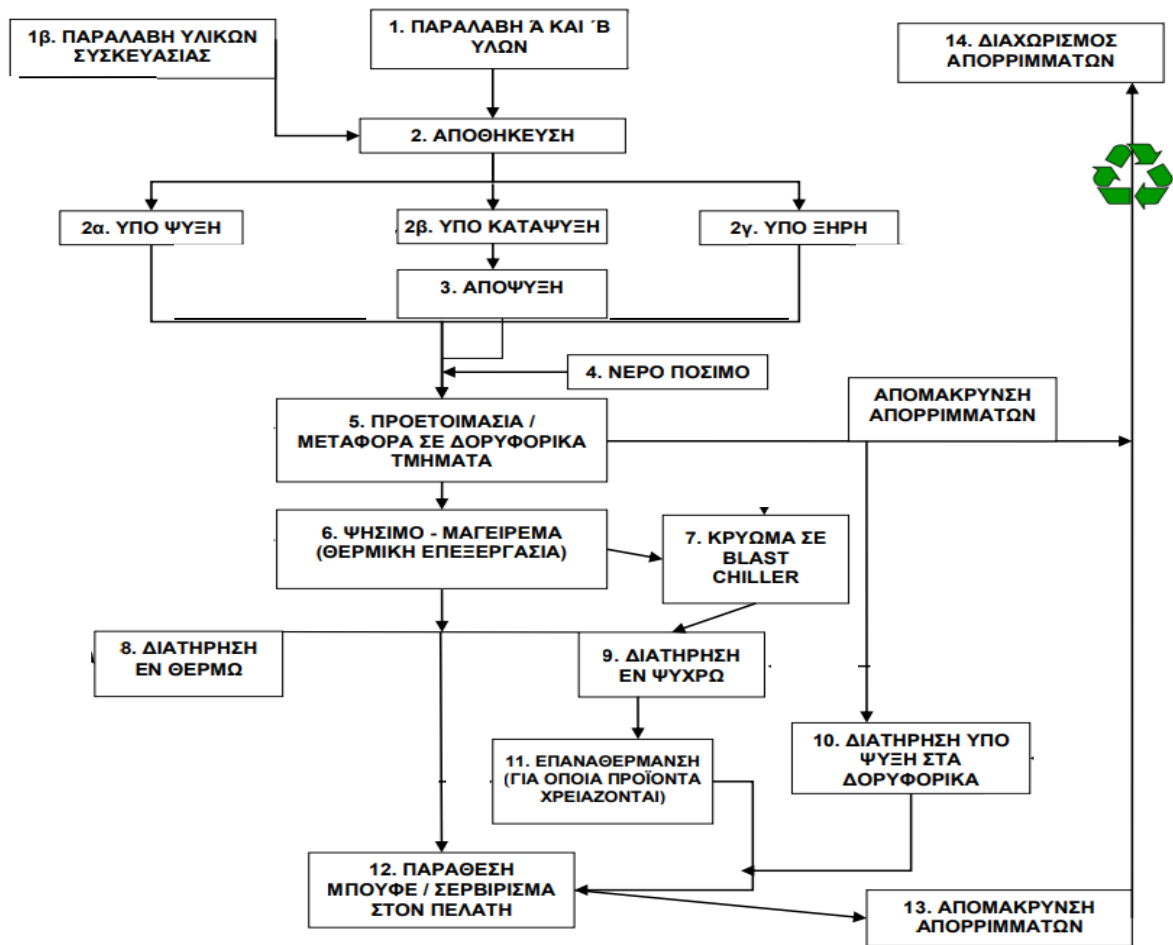 1β. ΠΑΡΑΛΑΒΗ ΥΛΙΚΩΝ
ΣΥΣΚΕΥΑΣΙΑΣ
1. ΠΑΡΑΛΑΒΗ Ά ΚΑΙ ΄Β
ΥΛΩΝ
14. ΔΙΑΧΩΡΙΣΜΟΣ
ΑΠΟΡΡΙΜΜΑΤΩΝ
2. ΑΠΟΘΗΚΕΥΣΗ
2α. ΥΠΟ ΨΥΞΗ
2β. ΥΠΟ ΚΑΤΑΨΥΞΗ
2γ. ΥΠΟ ΞΗΡΗ
3. ΑΠΟΨΥΞΗ
4. ΝΕΡΟ ΠΟΣΙΜΟ
ΑΠΟΜΑΚΡΥΝΣΗ
ΑΠΟΡΡΙΜΜΑΤΩΝ
5. ΠΡΟΕΤΟΙΜΑΣΙΑ /
ΜΕΤΑΦΟΡΑ ΣΕ ΔΟΡΥΦΟΡΙΚΑ
ΤΜΗΜΑΤΑ
6. ΨΗΣΙΜΟ - ΜΑΓΕΙΡΕΜΑ
(ΘΕΡΜΙΚΗ ΕΠΕΞΕΡΓΑΣΙΑ)
7. ΚΡΥΩΜΑ ΣΕ
BLAST
CHILLER
8. ΔΙΑΤΗΡΗΣΗ
ΕΝ ΘΕΡΜΩ
9. ΔΙΑΤΗΡΗΣΗ
ΕΝ ΨΥΧΡΩ
10. ΔΙΑΤΗΡΗΣΗ ΥΠΟ
ΨΥΞΗ ΣΤΑ
ΔΟΡΥΦΟΡΙΚΑ
11. ΕΠΑΝΑΘΕΡΜΑΝΣΗ
(ΓΙΑ ΟΠΟΙΑ ΠΡΟΪΟΝΤΑ
ΧΡΕΙΑΖΟΝΤΑΙ)
12. ΠΑΡΑΘΕΣΗ
ΜΠΟΥΦΕ / ΣΕΡΒΙΡΙΣΜΑ
ΣΤΟΝ ΠΕΛΑΤΗ
13. ΑΠΟΜΑΚΡΥΝΣΗ
ΑΠΟΡΡΙΜΜΑΤΩΝ